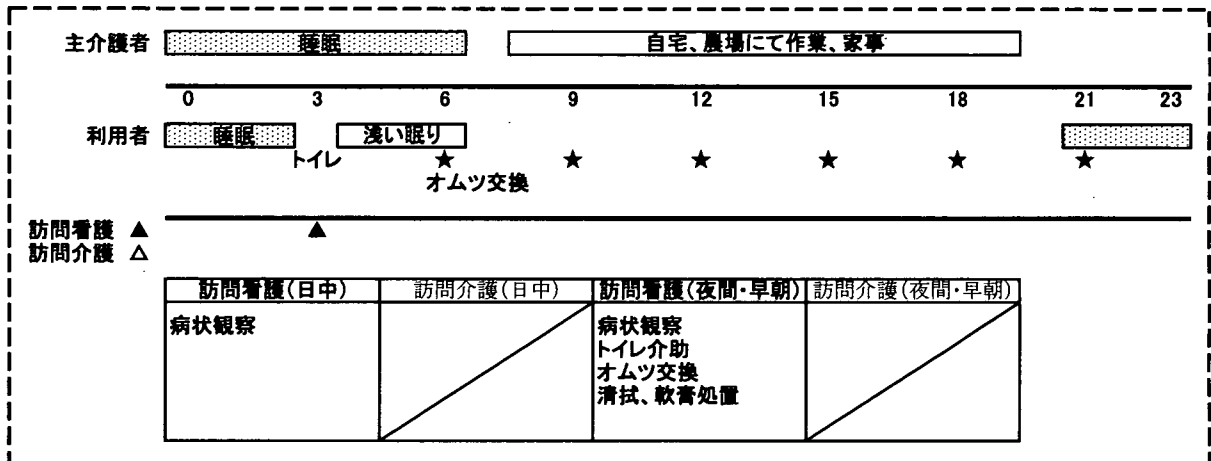 主介護者 睡眠 自宅、農場にて作業、家事
0 3 6 9 12 15 18 21 23
利用者 睡眠 浅い眠り
トイレ ★ ★ ★ ★ ★ ★
オムツ交換
訪問看護 ▲ ▲
訪問介護 △
訪問看護(日中) 訪問介護(日中) 訪問看護(夜間・早朝) 訪問介護(夜間・早朝)
病状観察 病状観察
トイレ介助
オムツ交換
清拭、軟膏処置